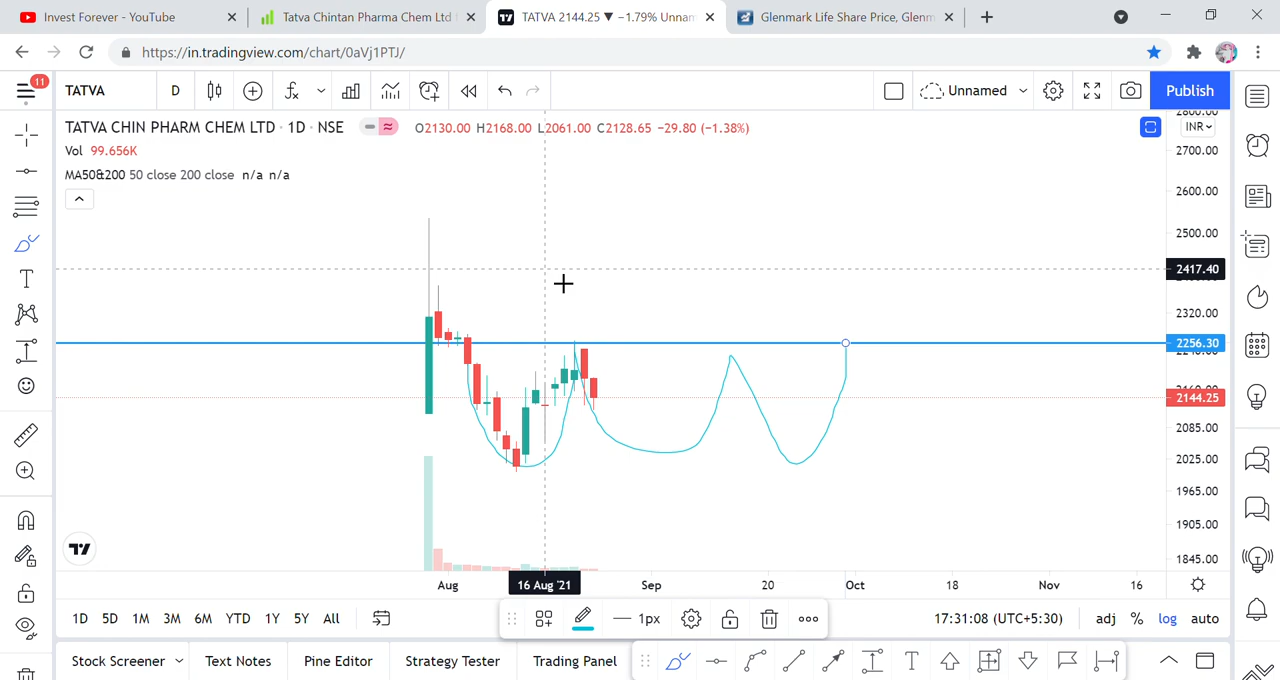 Invest Forever - YouTube
Tatva Chintan Pharma Chem Ltd
TATVA 2144.25 ▼ −1.79% Unnam
Glenmark Life Share Price, Glenm
https://in.tradingview.com/chart/0aVj1PTJ/
11
TATVA
D
Unnamed
Publish
TATVA CHIN PHARM CHEM LTD · 1D · NSE
O2130.00 H2168.00 L2061.00 C2128.65 −29.80 (−1.38%)
INR
Vol 99.656K
MA50&200 50 close 200 close n/a n/a
2700.00
2600.00
2500.00
2417.40
2320.00
2256.30
2144.25
2085.00
2025.00
1965.00
1905.00
1845.00
Aug
16 Aug '21
Sep
20
Oct
18
Nov
16
1D 5D 1M 3M 6M YTD 1Y 5Y All
1px
17:31:08 (UTC+5:30)
adj % log auto
Stock Screener
Text Notes
Pine Editor
Strategy Tester
Trading Panel